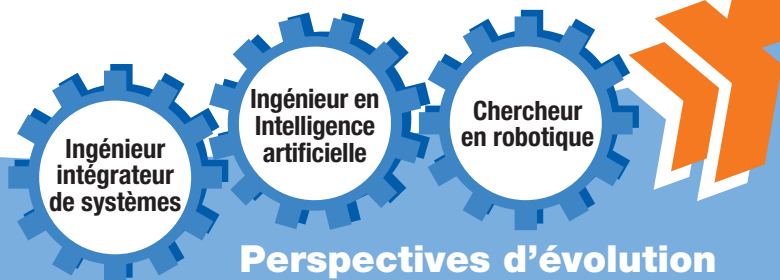 Ingénieur
intégrateur
de systèmes
Ingénieur en
Intelligence
artificielle
Chercheur
en robotique
Perspectives d’évolution